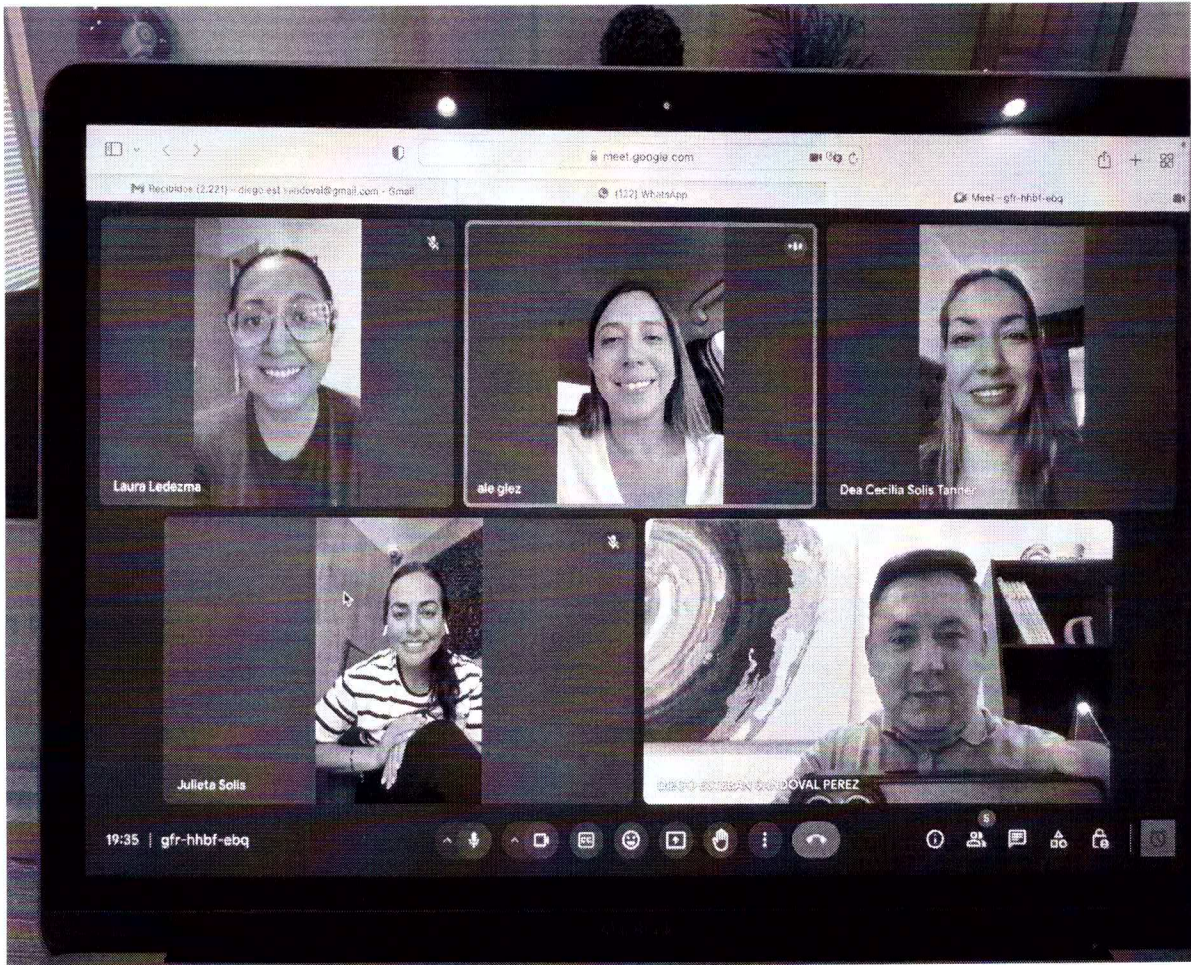 meet.google.com
Recibidos (2,221) - diego.est.sandoval@gmail.com - Gmail
(122) WhatsApp
Meet - gfr-hhbf-ebq
Laura Ledezma
ale glez
Dea Cecilia Solis Tanner
Julieta Solis
DIEGO ESTEBAN SANDOVAL PEREZ
5
19:35 | gfr-hhbf-ebq
CC